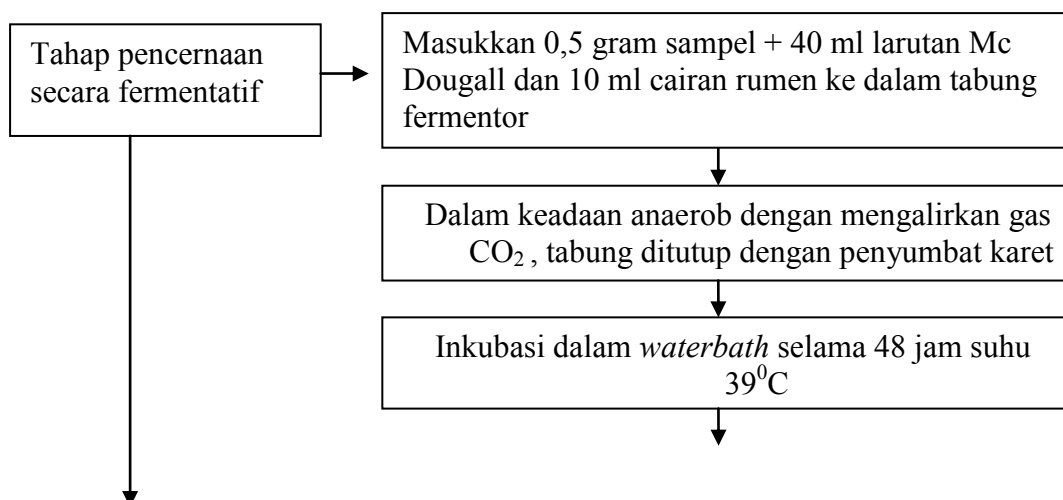 Tahap pencernaan
secara fermentatif
Masukkan 0,5 gram sampel + 40 ml larutan Mc
Dougall dan 10 ml cairan rumen ke dalam tabung
fermentor
Dalam keadaan anaerob dengan mengalirkan gas
CO₂ , tabung ditutup dengan penyumbat karet
Inkubasi dalam waterbath selama 48 jam suhu
39⁰C